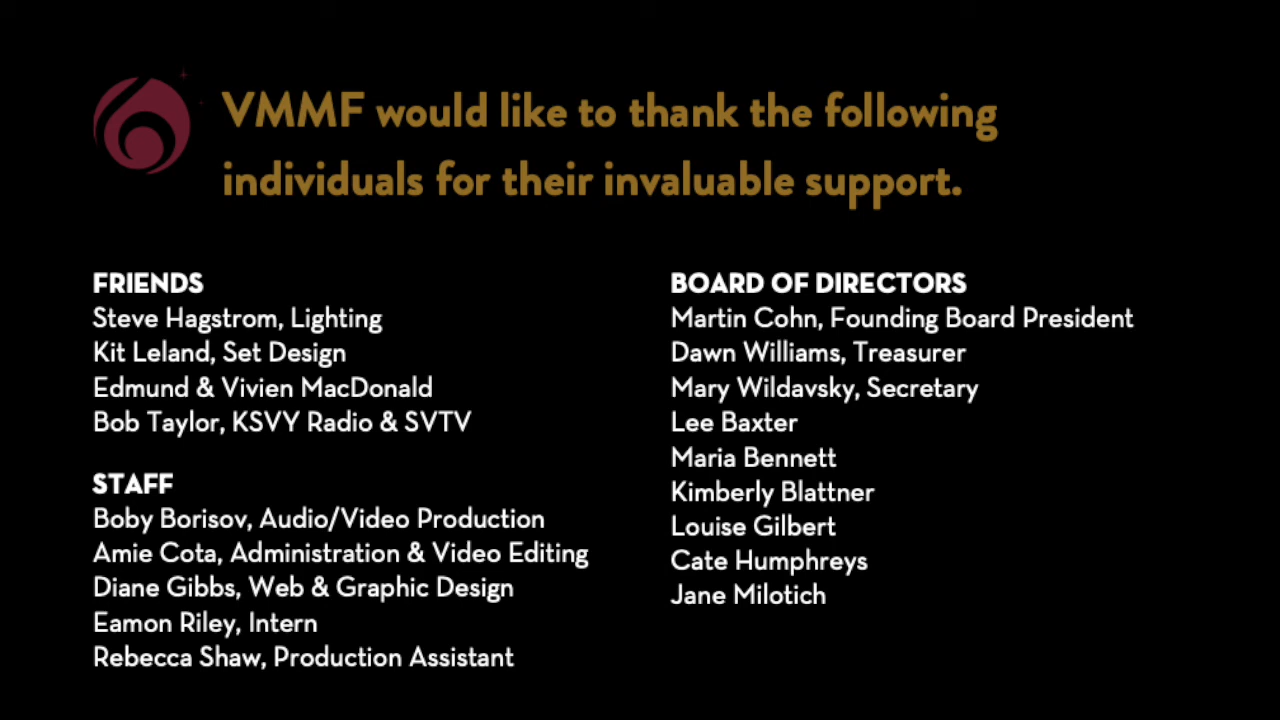 VMMF would like to thank the following
individuals for their invaluable support.
FRIENDS
Steve Hagstrom, Lighting
Kit Leland, Set Design
Edmund & Vivien MacDonald
Bob Taylor, KSVY Radio & SVTV
STAFF
Boby Borisov, Audio/Video Production
Amie Cota, Administration & Video Editing
Diane Gibbs, Web & Graphic Design
Eamon Riley, Intern
Rebecca Shaw, Production Assistant
BOARD OF DIRECTORS
Martin Cohn, Founding Board President
Dawn Williams, Treasurer
Mary Wildavsky, Secretary
Lee Baxter
Maria Bennett
Kimberly Blattner
Louise Gilbert
Cate Humphreys
Jane Milotich